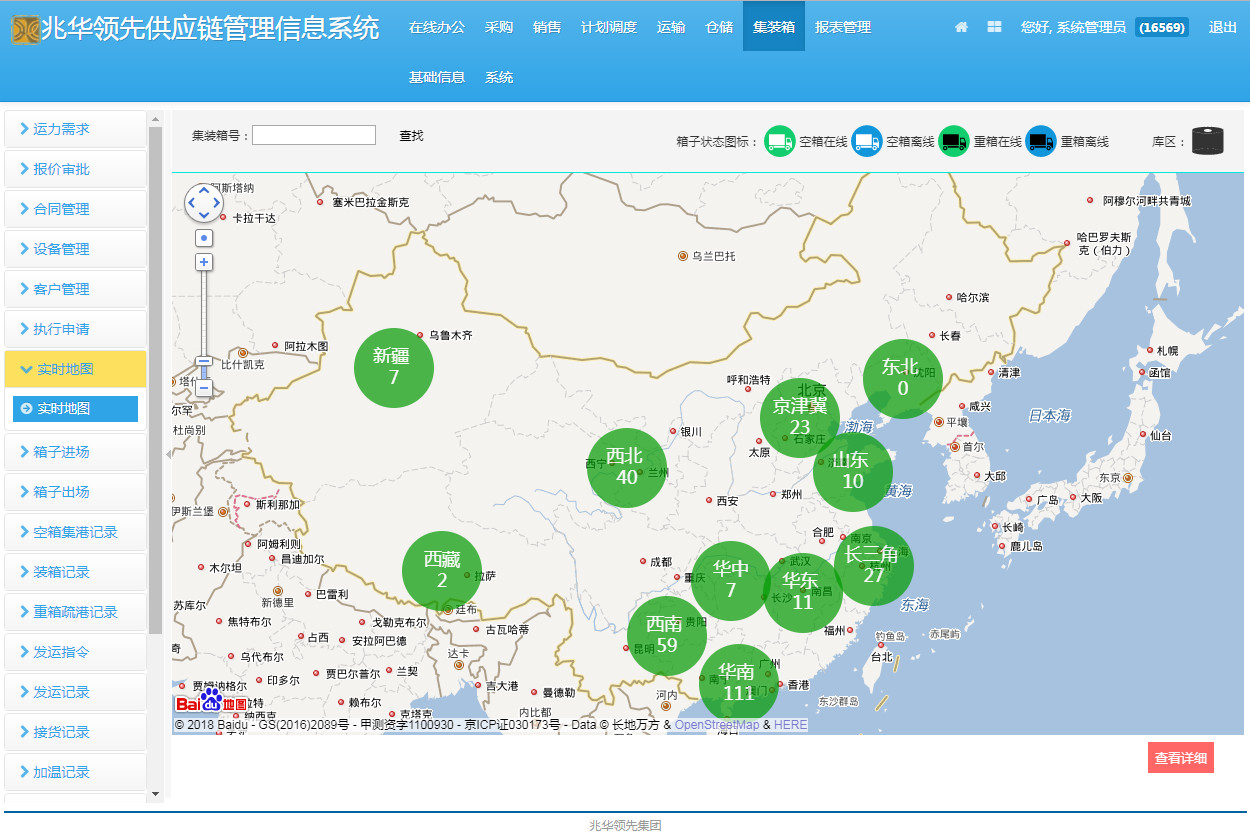 兆华领先供应链管理信息系统
在线办公 采购 销售 计划调度 运输 仓储 集装箱 报表管理
您好, 系统管理员 (16569) 退出
基础信息 系统
运力需求
报价审批
合同管理
设备管理
客户管理
执行申请
实时地图
实时地图
箱子进场
箱子出场
空箱集港记录
装箱记录
重箱疏港记录
发运指令
发运记录
接货记录
加温记录
集装箱号：
查找
箱子状态图标：
空箱在线
空箱离线
重箱在线
重箱离线
库区：
阿斯塔纳
卡拉干达
塞米巴拉金斯克
乌兰巴托
阿穆尔河畔共青城
哈巴罗夫斯
克（伯力）
哈尔滨
长春
乌鲁木齐
新疆
7
阿拉木图
比什凯克
杜尚别
呼和浩特
北京
京津冀
23
石家庄
东北
0
沈阳
清津
咸兴
平壤
首尔
大邱
札幌
函馆
日本海
仙台
东京
广岛
大阪
长崎
鹿儿岛
渤海
黄海
山东
10
银川
太原
西北
40
西宁
兰州
西安
郑州
合肥
南京
长三角
27
杭州
斯利那加
伊斯兰堡
阿姆利则
昌迪加尔
木尔坦
新德里
巴雷利
苏库尔
焦特布尔
占西
戈勒克布尔
安拉阿巴德
乌代布尔
印多尔
贾巴尔普尔
兰契
贾姆讷格尔
赖布尔
克塔克
纳西克
西藏
2
拉萨
廷布
古瓦哈蒂
达卡
吉大港
曼德勒
内比都
河内
成都
重庆
华中
7
武汉
长沙
华东
11
南昌
贵阳
西南
59
昆明
福州
台北
钓鱼岛
赤尾屿
东海
华南
111
广州
香港
东沙群岛
Bai du 地图
© 2018 Baidu - GS(2016)2089号 - 甲测资字1100930 - 京ICP证030173号 - Data © 长地万方 & OpenStreetMap & HERE
查看详细
兆华领先集团